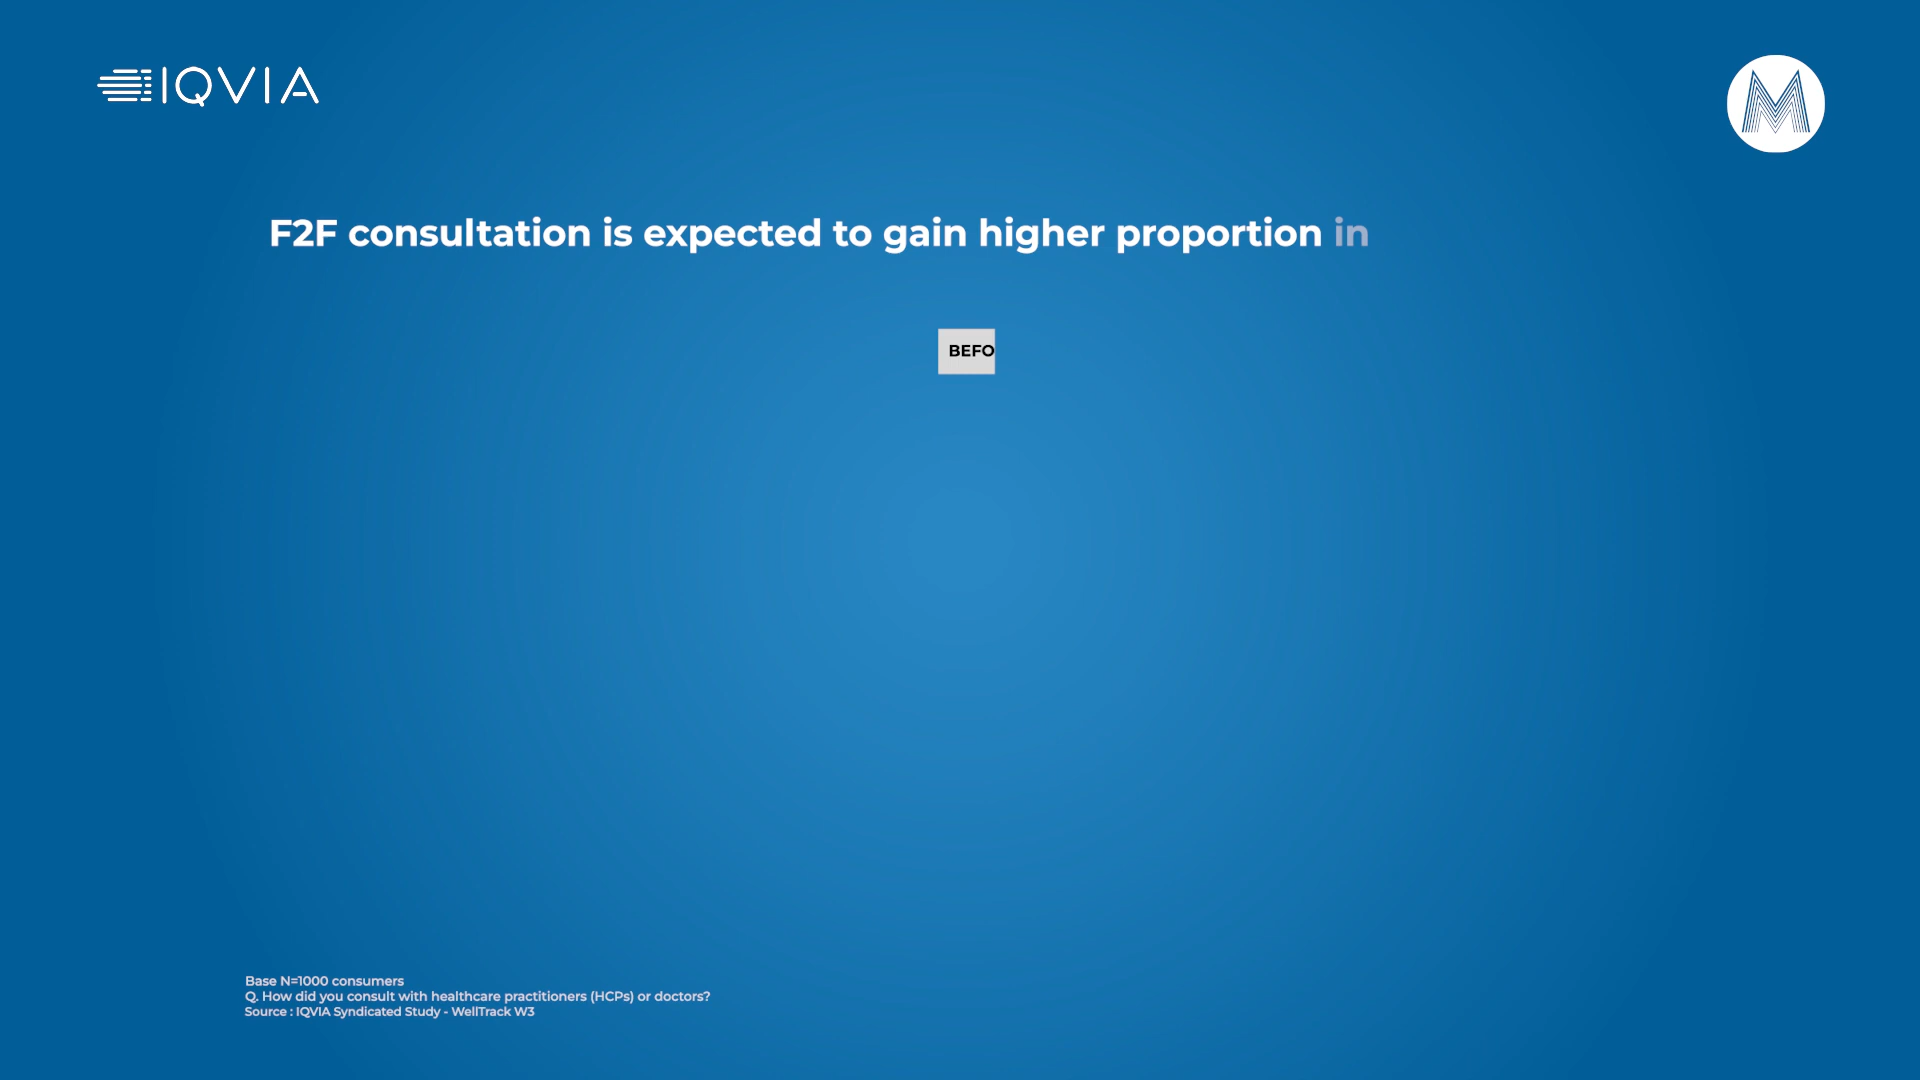 IQVIA
M
F2F consultation is expected to gain higher proportion in
BEFO
Base N=1000 consumers
Q. How did you consult with healthcare practitioners (HCPs) or doctors?
Source : IQVIA Syndicated Study - WellTrack W3